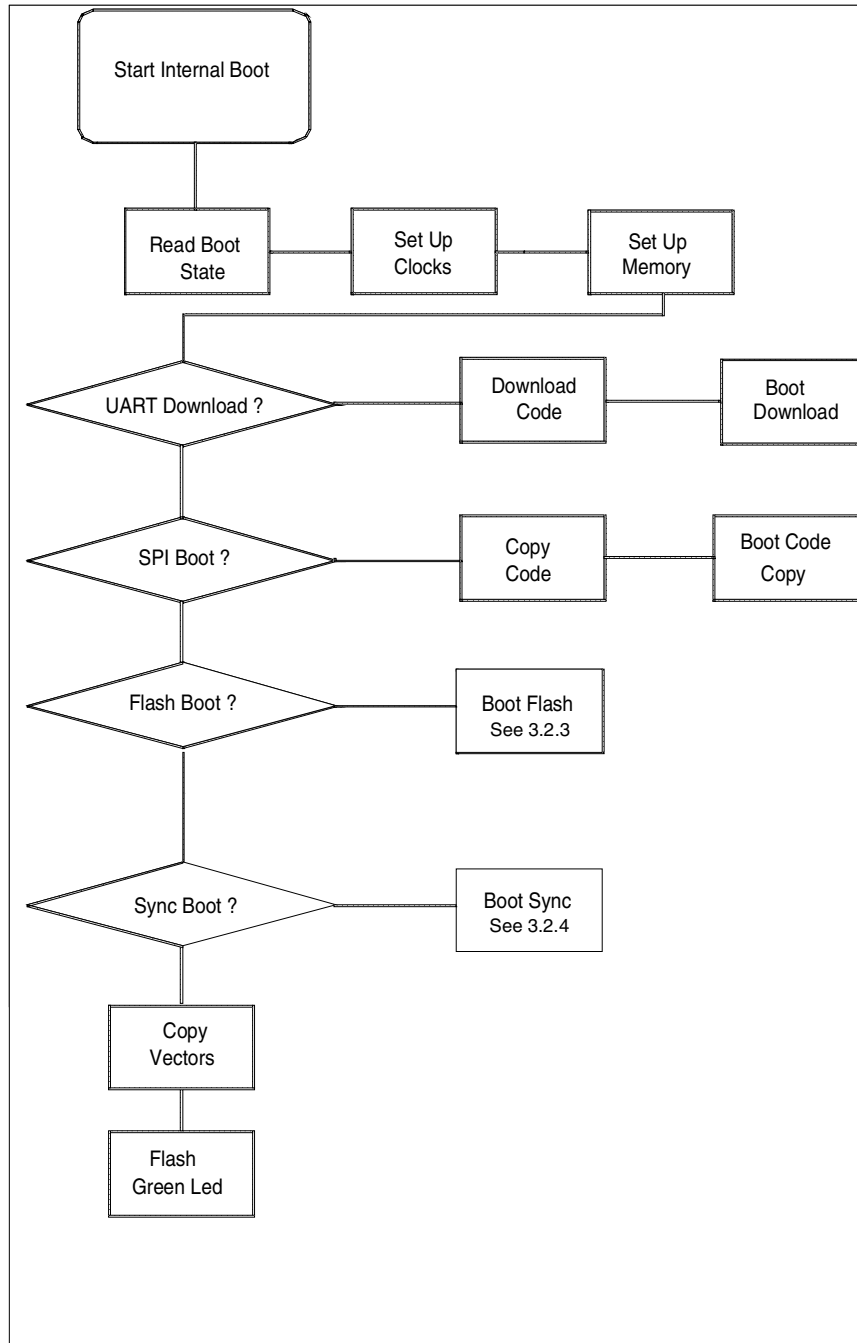 Start Internal Boot
Read Boot
State
Set Up
Clocks
Set Up
Memory
UART Download ?
Download
Code
Boot
Download
SPI Boot ?
Copy
Code
Boot Code
Copy
Flash Boot ?
Boot Flash
See 3.2.3
Sync Boot ?
Boot Sync
See 3.2.4
Copy
Vectors
Flash
Green Led